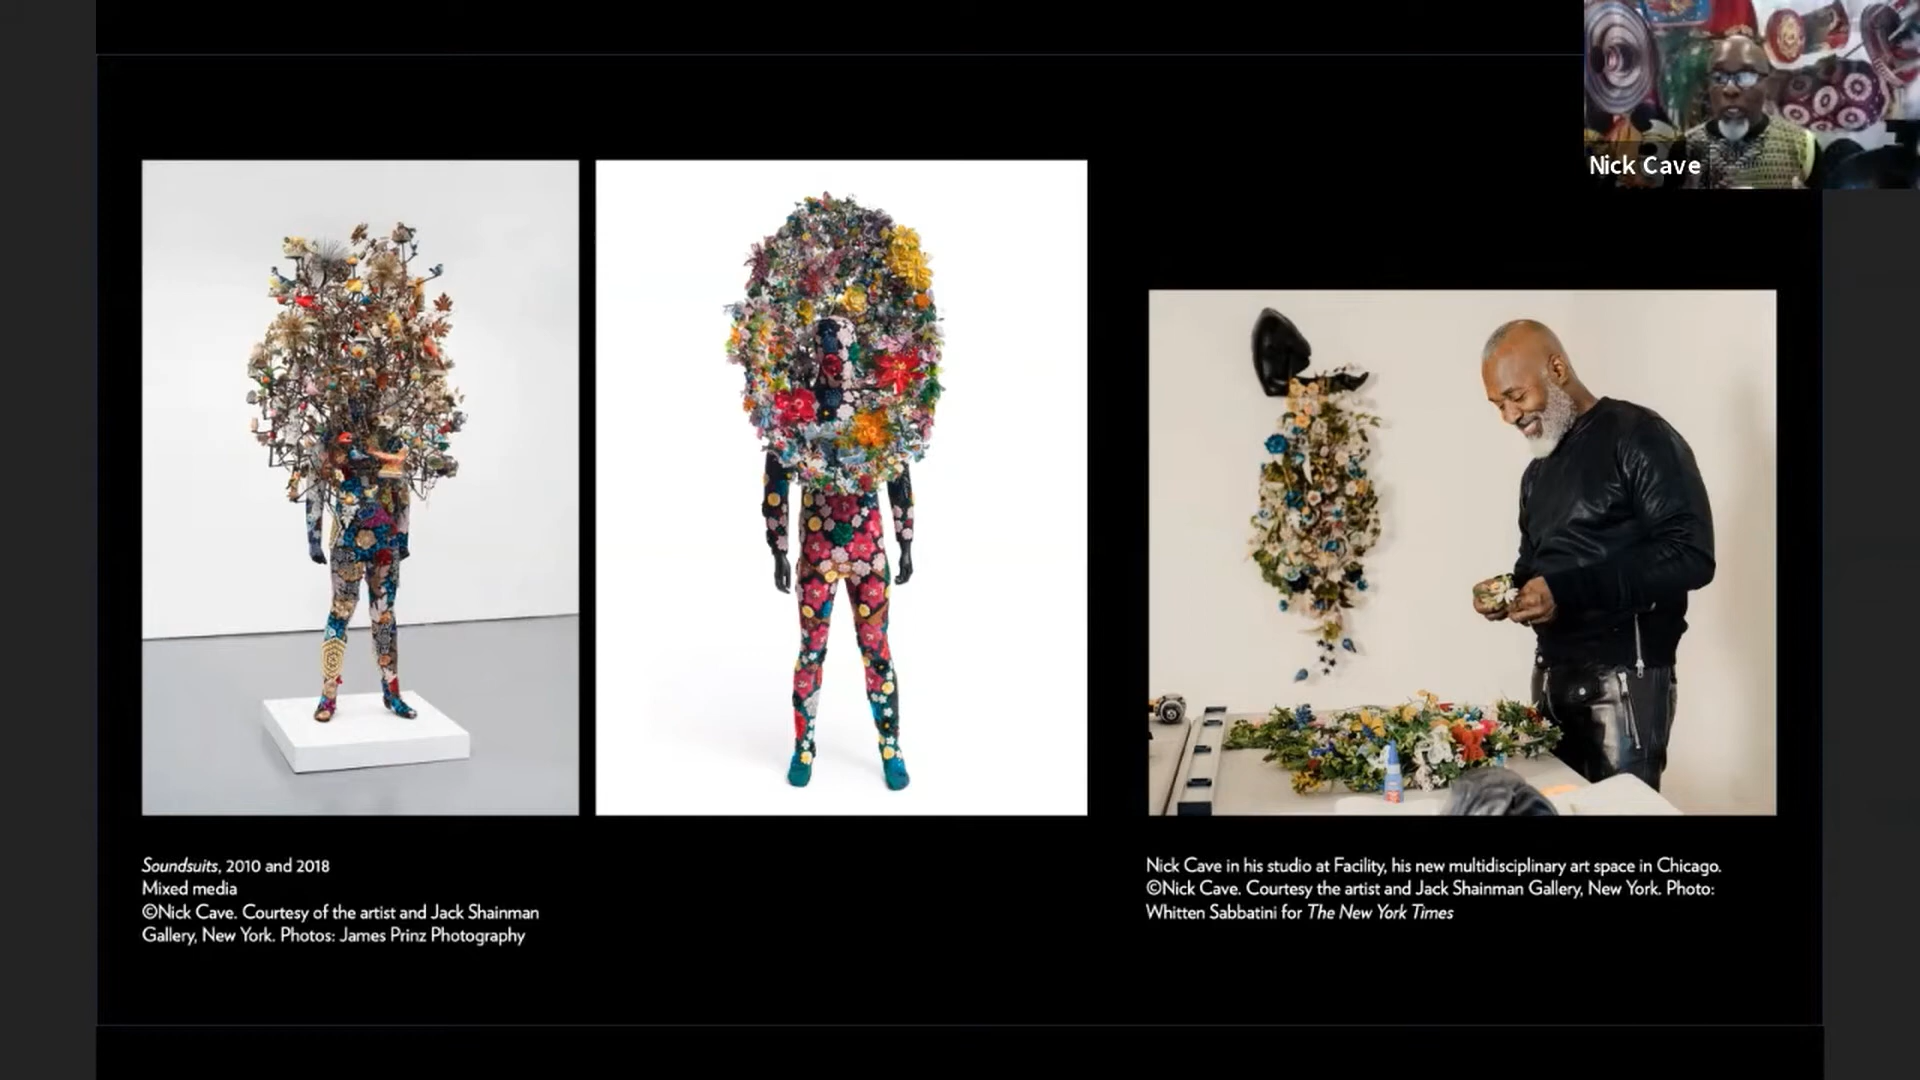 Nick Cave
Soundsuits, 2010 and 2018
Mixed media
©Nick Cave. Courtesy of the artist and Jack Shainman
Gallery, New York. Photos: James Prinz Photography
Nick Cave in his studio at Facility, his new multidisciplinary art space in Chicago.
©Nick Cave. Courtesy the artist and Jack Shainman Gallery, New York. Photo:
Whitten Sabbatini for The New York Times